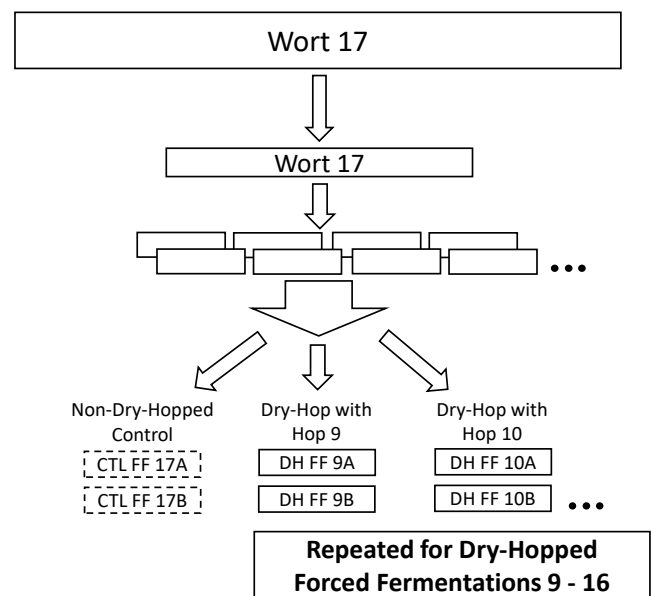 Wort 17
Wort 17
...
Non-Dry-Hopped Control
Dry-Hop with Hop 9
Dry-Hop with Hop 10
CTL FF 17A
DH FF 9A
DH FF 10A
CTL FF 17B
DH FF 9B
DH FF 10B
...
Repeated for Dry-Hopped
Forced Fermentations 9 - 16